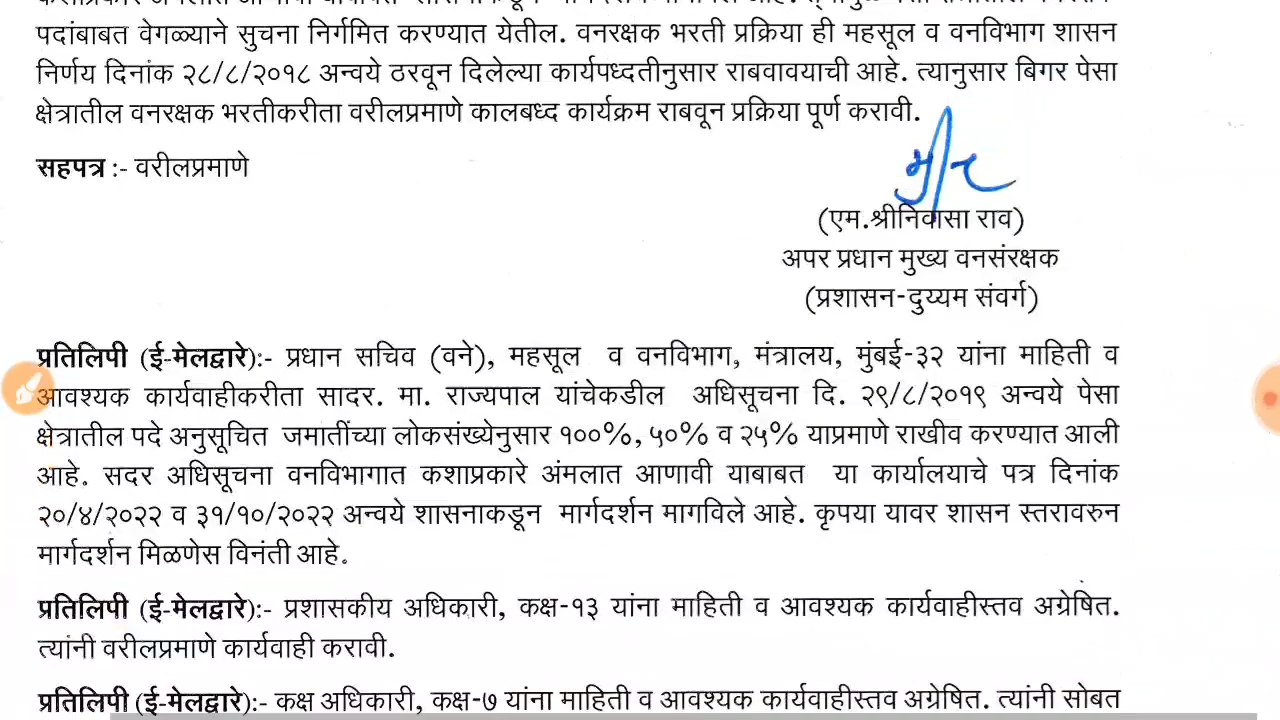 पदांबाबत वेगळ्याने सुचना निर्गमित करण्यात येतील. वनरक्षक भरती प्रक्रिया ही महसूल व वनविभाग शासन
निर्णय दिनांक २८/८/२०१८ अन्वये ठरवून दिलेल्या कार्यपध्दतीनुसार राबवावयाची आहे. त्यानुसार बिगर पेसा
क्षेत्रातील वनरक्षक भरतीकरीता वरीलप्रमाणे कालबध्द कार्यक्रम राबवून प्रक्रिया पूर्ण करावी.
सहपत्र :- वरीलप्रमाणे
(एम.श्रीनिवासा राव)
अपर प्रधान मुख्य वनसंरक्षक
(प्रशासन-दुय्यम संवर्ग)
प्रतिलिपी (ई-मेलद्वारे):- प्रधान सचिव (वने), महसूल व वनविभाग, मंत्रालय, मुंबई-३२ यांना माहिती व
आवश्यक कार्यवाहीकरीता सादर. मा. राज्यपाल यांचेकडील अधिसूचना दि. २९/८/२०१९ अन्वये पेसा
क्षेत्रातील पदे अनुसूचित जमातींच्या लोकसंख्येनुसार १००%, ५०% व २५% याप्रमाणे राखीव करण्यात आली
आहे. सदर अधिसूचना वनविभागात कशाप्रकारे अंमलात आणावी याबाबत या कार्यालयाचे पत्र दिनांक
२०/४/२०२२ व ३१/१०/२०२२ अन्वये शासनाकडून मार्गदर्शन मागविले आहे. कृपया यावर शासन स्तरावरुन
मार्गदर्शन मिळणेस विनंती आहे.
प्रतिलिपी (ई-मेलद्वारे):- प्रशासकीय अधिकारी, कक्ष-१३ यांना माहिती व आवश्यक कार्यवाहीस्तव अग्रेषित.
त्यांनी वरीलप्रमाणे कार्यवाही करावी.
प्रतिलिपी (ई-मेलद्वारे):- कक्ष अधिकारी, कक्ष-७ यांना माहिती व आवश्यक कार्यवाहीस्तव अग्रेषित. त्यांनी सोबत